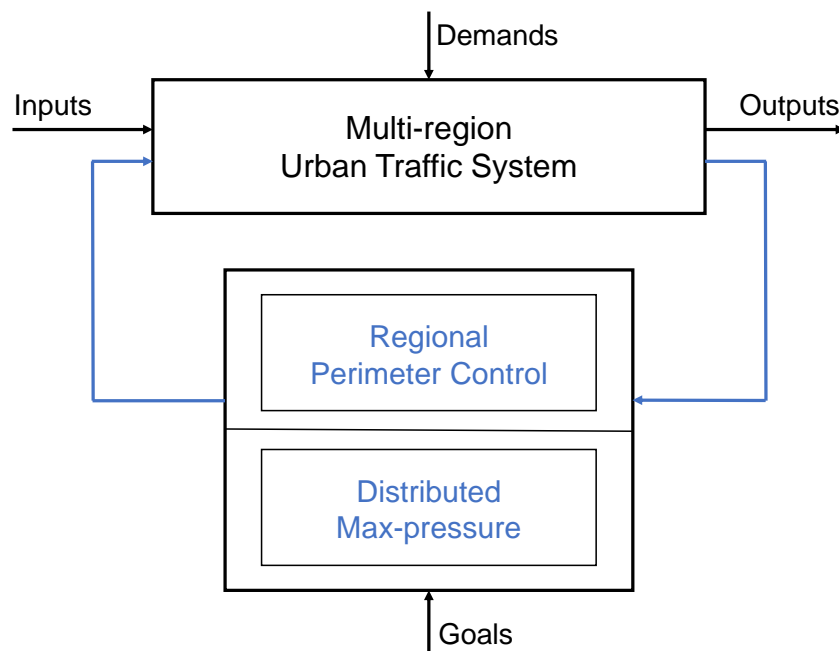 Demands
Inputs
Outputs
Multi-region
Urban Traffic System
Regional
Perimeter Control
Distributed
Max-pressure
Goals